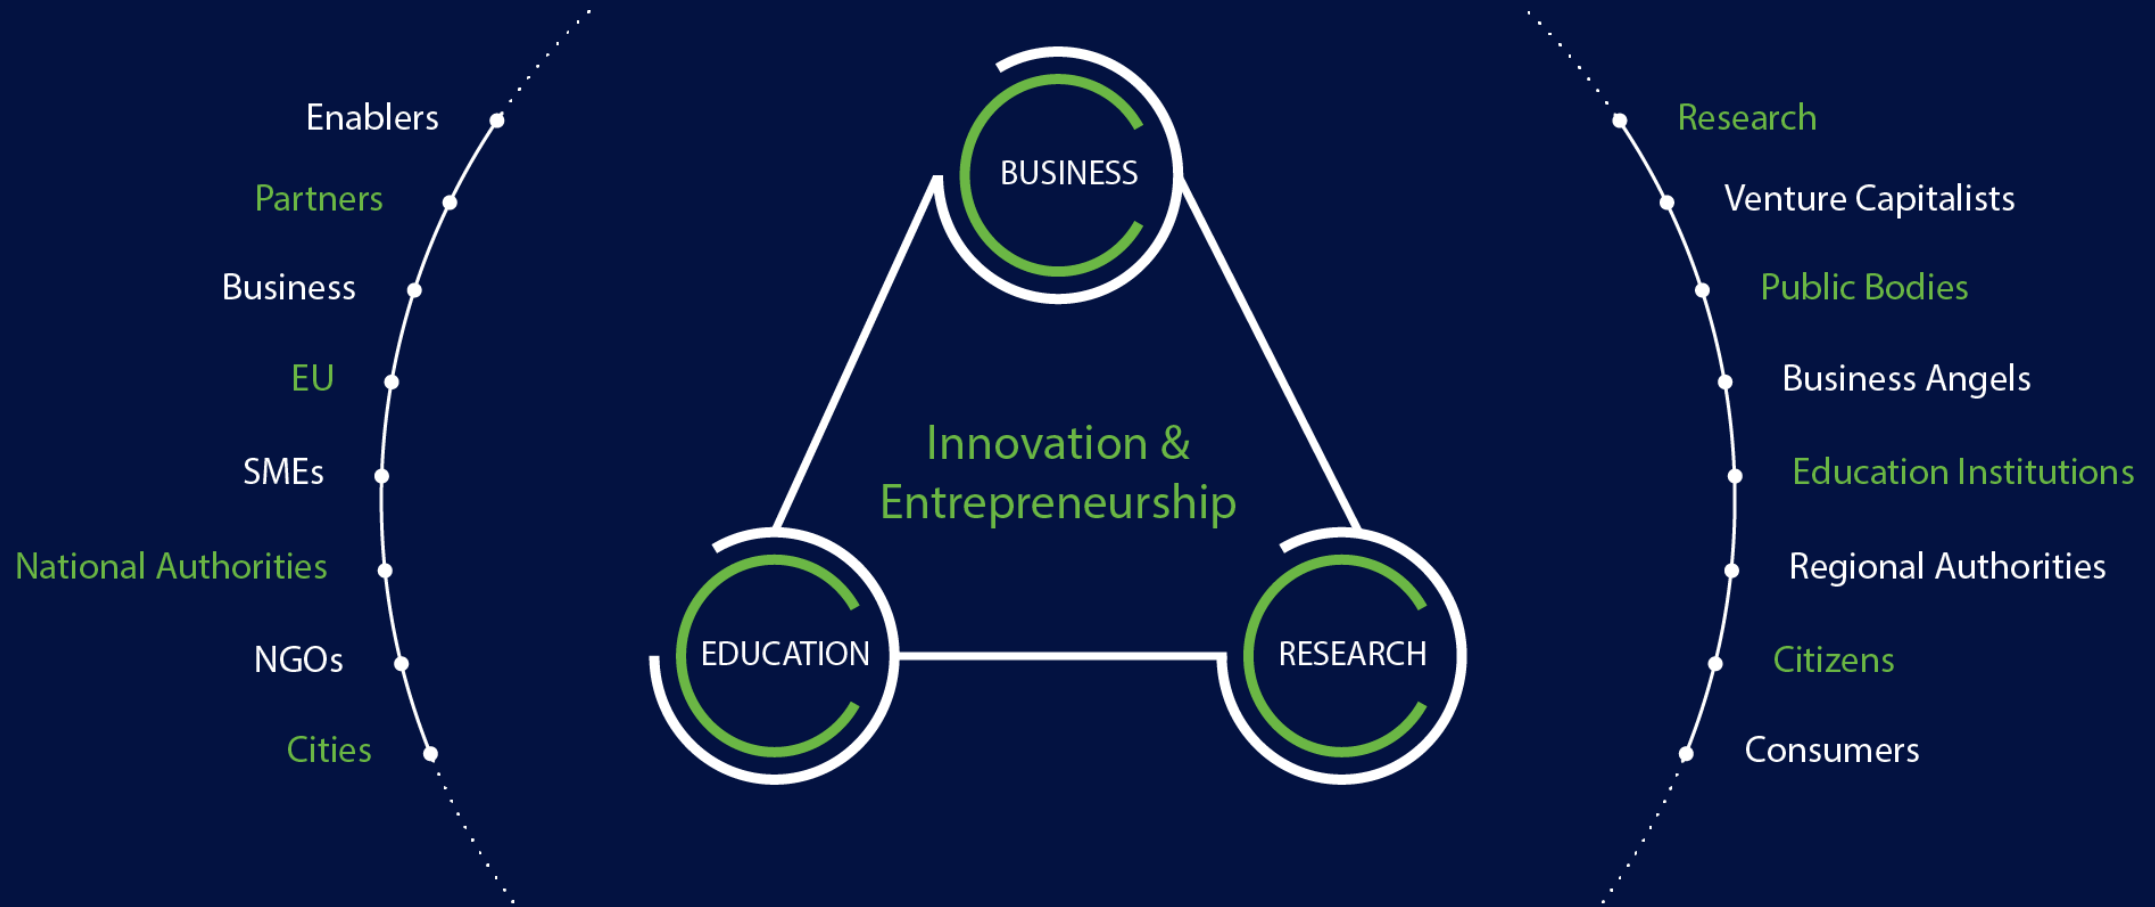 Enablers
Partners
Business
EU
SMEs
National Authorities
NGOs
Cities
BUSINESS
Innovation &
Entrepreneurship
EDUCATION
RESEARCH
Research
Venture Capitalists
Public Bodies
Business Angels
Education Institutions
Regional Authorities
Citizens
Consumers